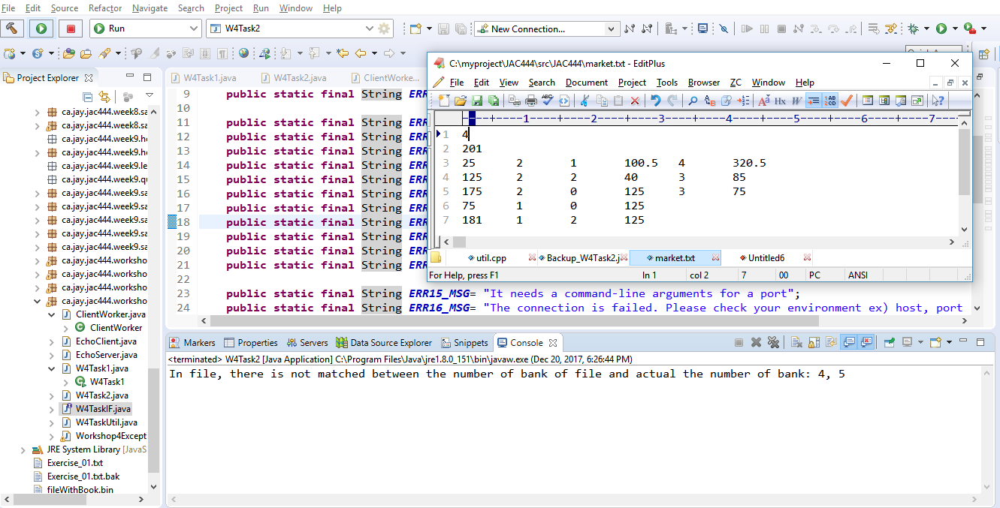 File Edit Source Refactor Navigate Search Project Run Window Help
Run
W4Task2
New Connection...
Project Explorer
W4Task1.java
W4Task2.java
ClientWorke...
ca.jay.jac444.week8.sa
ca.jay.jac444.week8.sa
ca.jay.jac444.week9.h
ca.jay.jac444.week9.h
ca.jay.jac444.week9.le
ca.jay.jac444.week9.q
ca.jay.jac444.week9.sa
ca.jay.jac444.week9.sa
ca.jay.jac444.week9.sa
ca.jay.jac444.week9.sa
ca.jay.jac444.week9.sa
ca.jay.jac444.worksho
ca.jay.jac444.worksho
ca.jay.jac444.worksho
ca.jay.jac444.worksho
ClientWorker.java
ClientWorker
EchoClient.java
EchoServer.java
W4Task1.java
W4Task1
W4Task2.java
W4TaskIF.java
W4TaskUtil.java
Workshop4Except
JRE System Library [JavaS
Exercise_01.txt
Exercise_01.txt.bak
fileWithBook.bin
9 public static final String ERR
10
11 public static final String ERR
12 public static final String ERR
13 public static final String ERR
14 public static final String ERR
15 public static final String ERR
16 public static final String ERR
17 public static final String ERR
18 public static final String ERR
19 public static final String ERR
20 public static final String ERR
21 public static final String ERR
22
23 public static final String ERR15_MSG= "It needs a command-line arguments for a port";
24 public static final String ERR16_MSG= "The connection is failed. Please check your environment ex) host, port
C:\myproject\JAC444\src\JAC444\market.txt - EditPlus
File Edit View Search Document Project Tools Browser ZC Window Help
----+----1----+----2----+----3----+----4----+----5----+----6----+----7---
1 4
2 201
3 25 2 1 100.5 4 320.5
4 125 2 2 40 3 85
5 175 2 0 125 3 75
6 75 1 0 125
7 181 1 2 125
util.cpp
Backup_W4Task2.j
market.txt
Untitled6
For Help, press F1
ln 1
col 2
7
00
PC
ANSI
Markers
Properties
Servers
Data Source Explorer
Snippets
Console
<terminated> W4Task2 [Java Application] C:\Program Files\Java\jre1.8.0_151\bin\javaw.exe (Dec 20, 2017, 6:26:44 PM)
In file, there is not matched between the number of bank of file and actual the number of bank: 4, 5